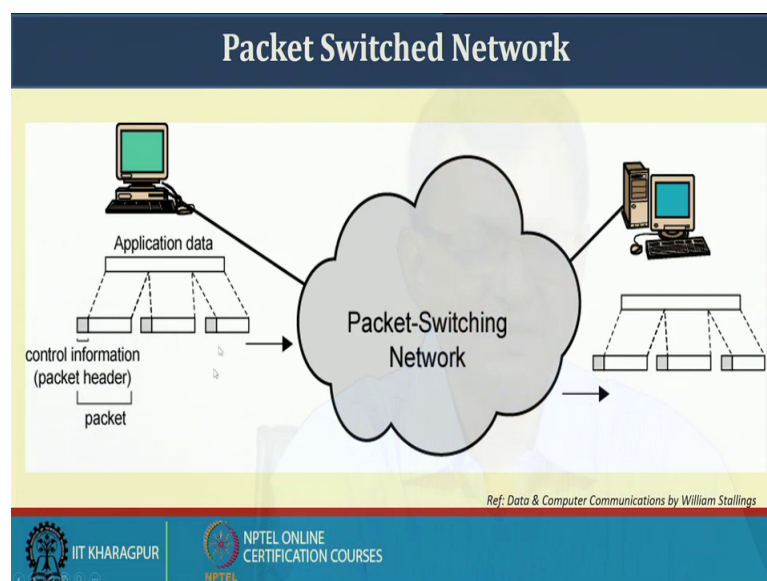 Packet Switched Network
Application data
control information
(packet header)
packet
Packet-Switching
Network
Ref: Data & Computer Communications by William Stallings
IIT KHARAGPUR
NPTEL ONLINE
CERTIFICATION COURSES
NPTEL